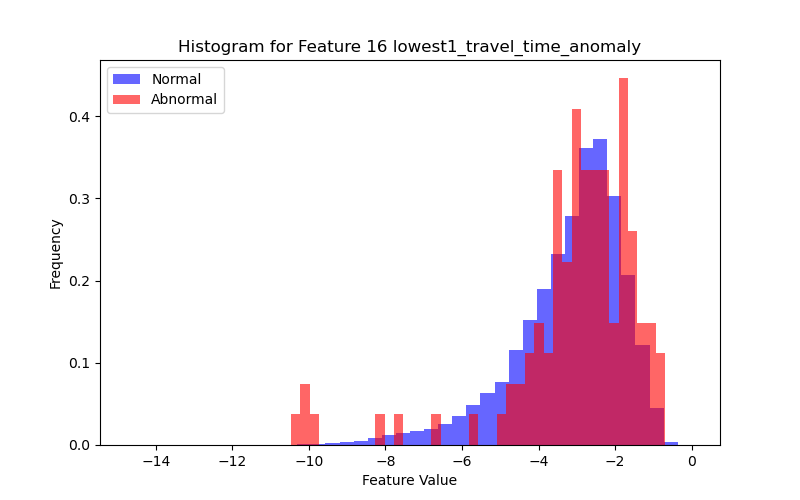 Histogram for Feature 16 lowest1_travel_time_anomaly
Normal
Abnormal
Frequency
0.4
0.3
0.2
0.1
0.0
−14 −12 −10 −8 −6 −4 −2 0
Feature Value